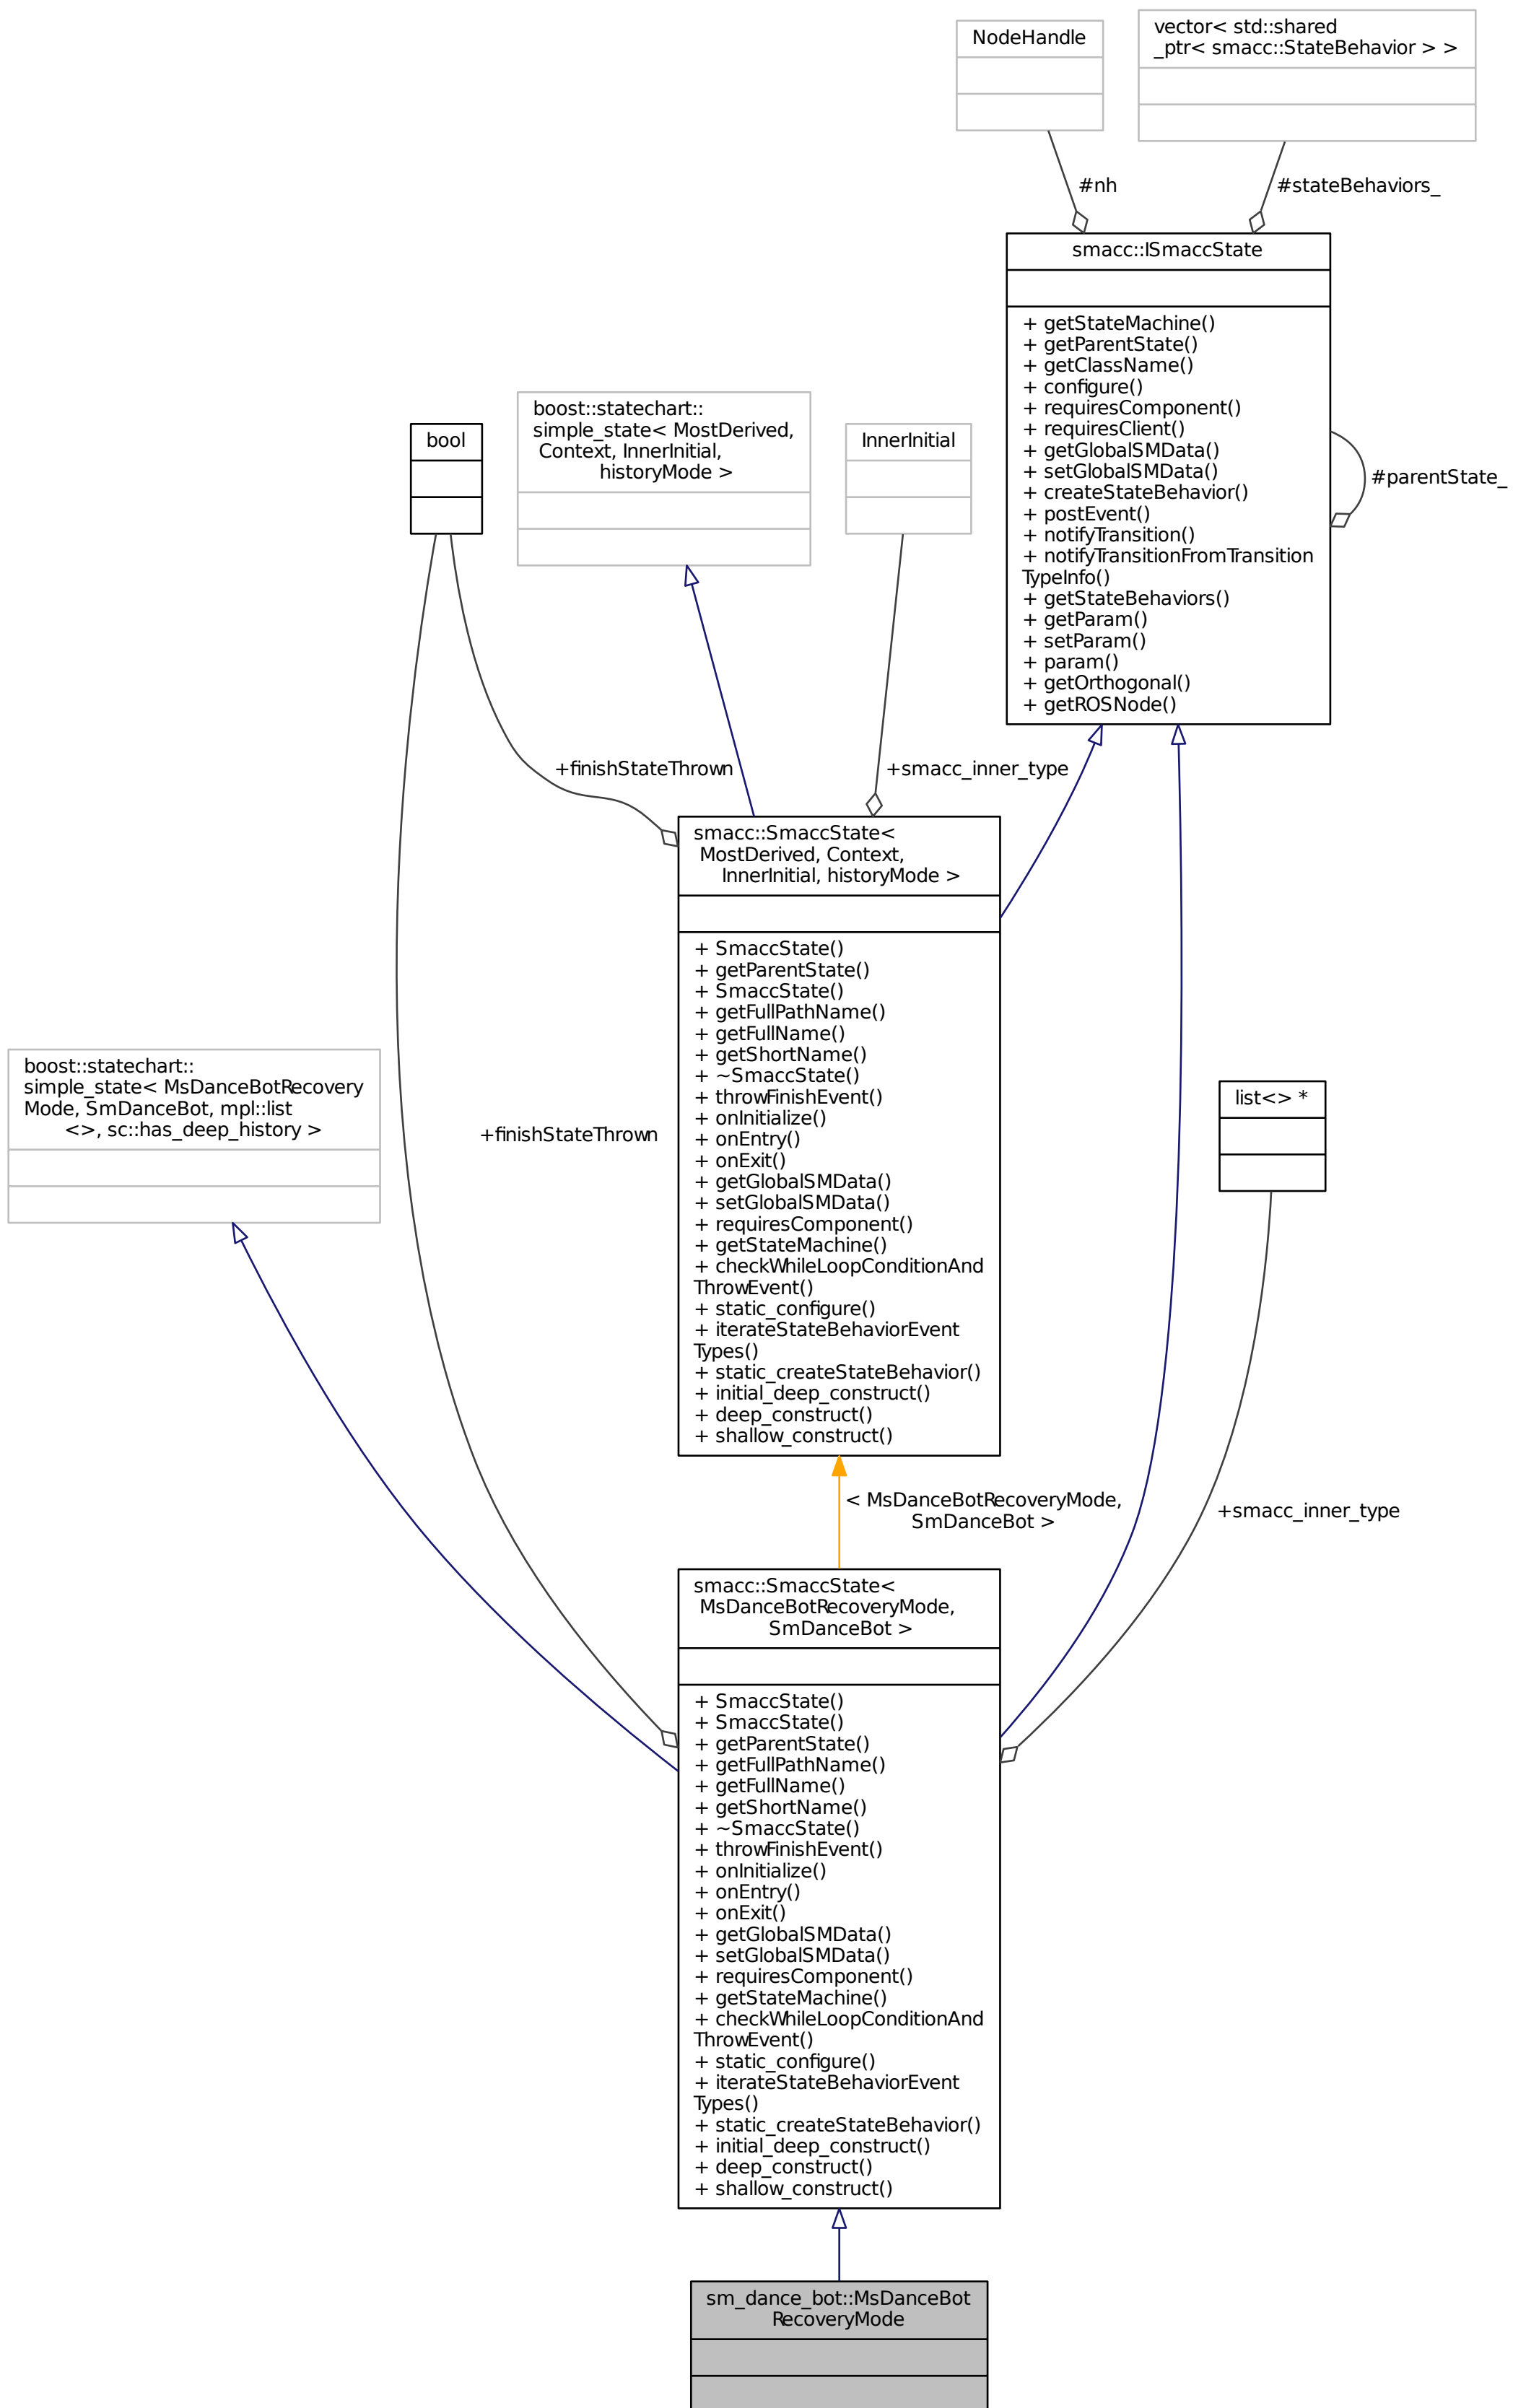 NodeHandle
vector< std::shared
_ptr< smacc::StateBehavior > >
#nh
#stateBehaviors_
smacc::ISmaccState
+ getStateMachine()
+ getParentState()
+ getClassName()
+ configure()
+ requiresComponent()
+ requiresClient()
+ getGlobalSMData()
+ setGlobalSMData()
+ createStateBehavior()
+ postEvent()
+ notifyTransition()
+ notifyTransitionFromTransition
TypeInfo()
+ getStateBehaviors()
+ getParam()
+ setParam()
+ param()
+ getOrthogonal()
+ getROSNode()
#parentState_
bool
boost::statechart::
simple_state< MostDerived,
Context, InnerInitial,
historyMode >
InnerInitial
+finishStateThrown
+smacc_inner_type
smacc::SmaccState<
MostDerived, Context,
InnerInitial, historyMode >
+ SmaccState()
+ getParentState()
+ SmaccState()
+ getFullPathName()
+ getFullName()
+ getShortName()
+ ~SmaccState()
+ throwFinishEvent()
+ onInitialize()
+ onEntry()
+ onExit()
+ getGlobalSMData()
+ setGlobalSMData()
+ requiresComponent()
+ getStateMachine()
+ checkWhileLoopConditionAnd
ThrowEvent()
+ static_configure()
+ iterateStateBehaviorEvent
Types()
+ static_createStateBehavior()
+ initial_deep_construct()
+ deep_construct()
+ shallow_construct()
boost::statechart::
simple_state< MsDanceBotRecovery
Mode, SmDanceBot, mpl::list
<>, sc::has_deep_history >
+finishStateThrown
list<> *
< MsDanceBotRecoveryMode,
SmDanceBot >
+smacc_inner_type
smacc::SmaccState<
MsDanceBotRecoveryMode,
SmDanceBot >
+ SmaccState()
+ SmaccState()
+ getParentState()
+ getFullPathName()
+ getFullName()
+ getShortName()
+ ~SmaccState()
+ throwFinishEvent()
+ onInitialize()
+ onEntry()
+ onExit()
+ getGlobalSMData()
+ setGlobalSMData()
+ requiresComponent()
+ getStateMachine()
+ checkWhileLoopConditionAnd
ThrowEvent()
+ static_configure()
+ iterateStateBehaviorEvent
Types()
+ static_createStateBehavior()
+ initial_deep_construct()
+ deep_construct()
+ shallow_construct()
sm_dance_bot::MsDanceBot
RecoveryMode